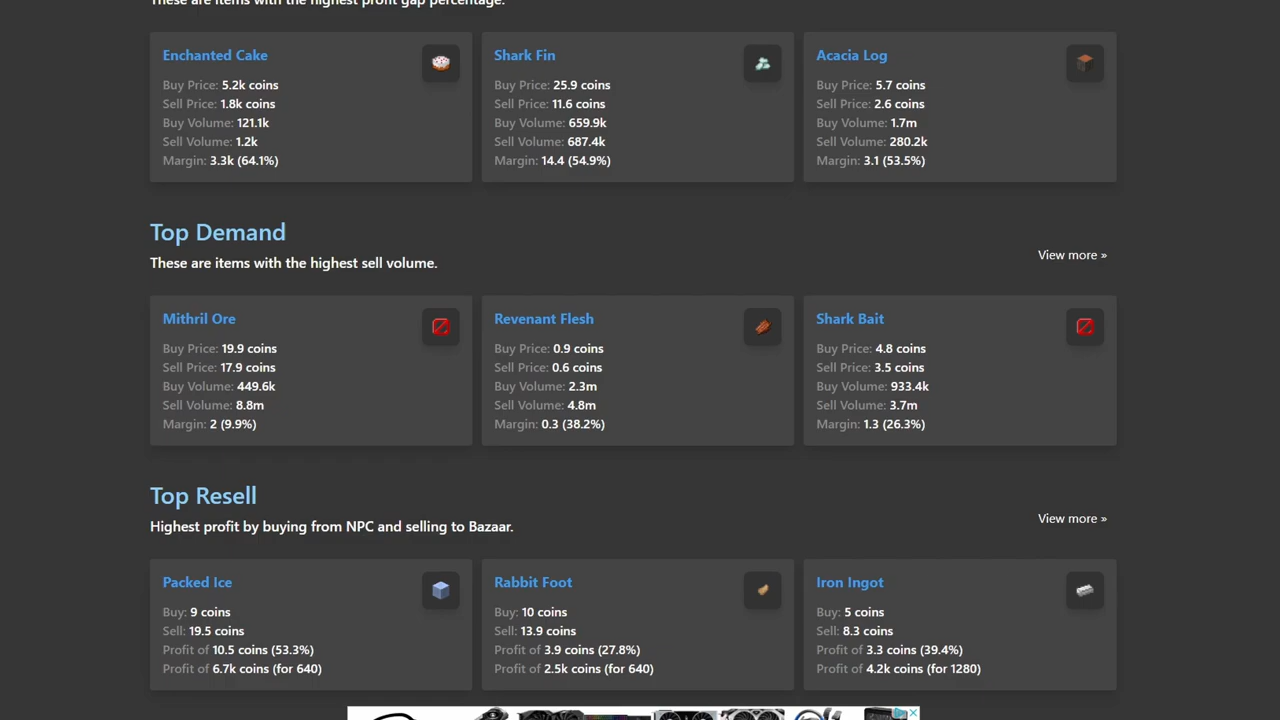 These are items with the highest profit gap percentage.
Enchanted Cake
Buy Price: 5.2k coins
Sell Price: 1.8k coins
Buy Volume: 121.1k
Sell Volume: 1.2k
Margin: 3.3k (64.1%)
Shark Fin
Buy Price: 25.9 coins
Sell Price: 11.6 coins
Buy Volume: 659.9k
Sell Volume: 687.4k
Margin: 14.4 (54.9%)
Acacia Log
Buy Price: 5.7 coins
Sell Price: 2.6 coins
Buy Volume: 1.7m
Sell Volume: 280.2k
Margin: 3.1 (53.5%)
Top Demand
These are items with the highest sell volume.
View more »
Mithril Ore
Buy Price: 19.9 coins
Sell Price: 17.9 coins
Buy Volume: 449.6k
Sell Volume: 8.8m
Margin: 2 (9.9%)
Revenant Flesh
Buy Price: 0.9 coins
Sell Price: 0.6 coins
Buy Volume: 2.3m
Sell Volume: 4.8m
Margin: 0.3 (38.2%)
Shark Bait
Buy Price: 4.8 coins
Sell Price: 3.5 coins
Buy Volume: 933.4k
Sell Volume: 3.7m
Margin: 1.3 (26.3%)
Top Resell
Highest profit by buying from NPC and selling to Bazaar.
View more »
Packed Ice
Buy: 9 coins
Sell: 19.5 coins
Profit of 10.5 coins (53.3%)
Profit of 6.7k coins (for 640)
Rabbit Foot
Buy: 10 coins
Sell: 13.9 coins
Profit of 3.9 coins (27.8%)
Profit of 2.5k coins (for 640)
Iron Ingot
Buy: 5 coins
Sell: 8.3 coins
Profit of 3.3 coins (39.4%)
Profit of 4.2k coins (for 1280)